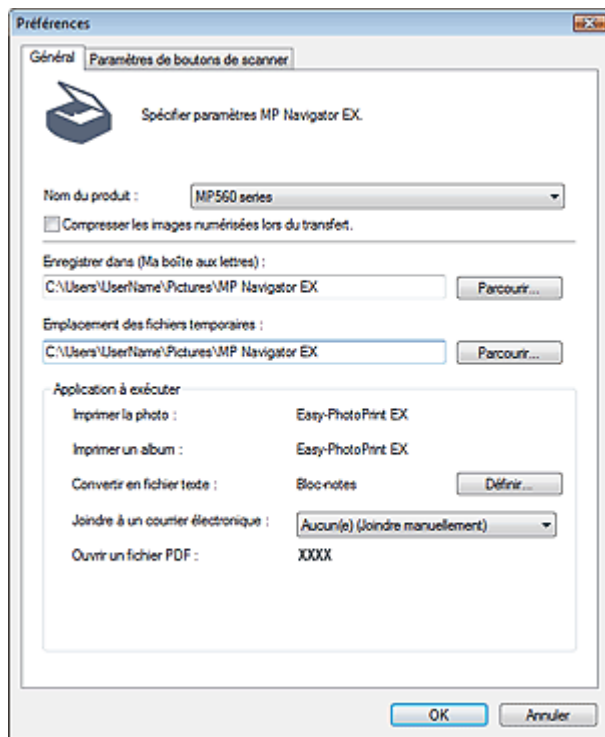 Préférences
Général Paramètres de boutons de scanner
Spécifier paramètres MP Navigator EX.
Nom du produit : MP560 series
Compresser les images numérisées lors du transfert.
Enregistrer dans (Ma boîte aux lettres) :
C:\Users\UserName\Pictures\MP Navigator EX Parcourir...
Emplacement des fichiers temporaires :
C:\Users\UserName\Pictures\MP Navigator EX Parcourir...
Application à exécuter
Imprimer la photo : Easy-PhotoPrint EX
Imprimer un album : Easy-PhotoPrint EX
Convertir en fichier texte : Bloc-notes Définir...
Joindre à un courrier électronique : Aucun(e) (Joindre manuellement)
Ouvrir un fichier PDF : XXXX
OK Annuler